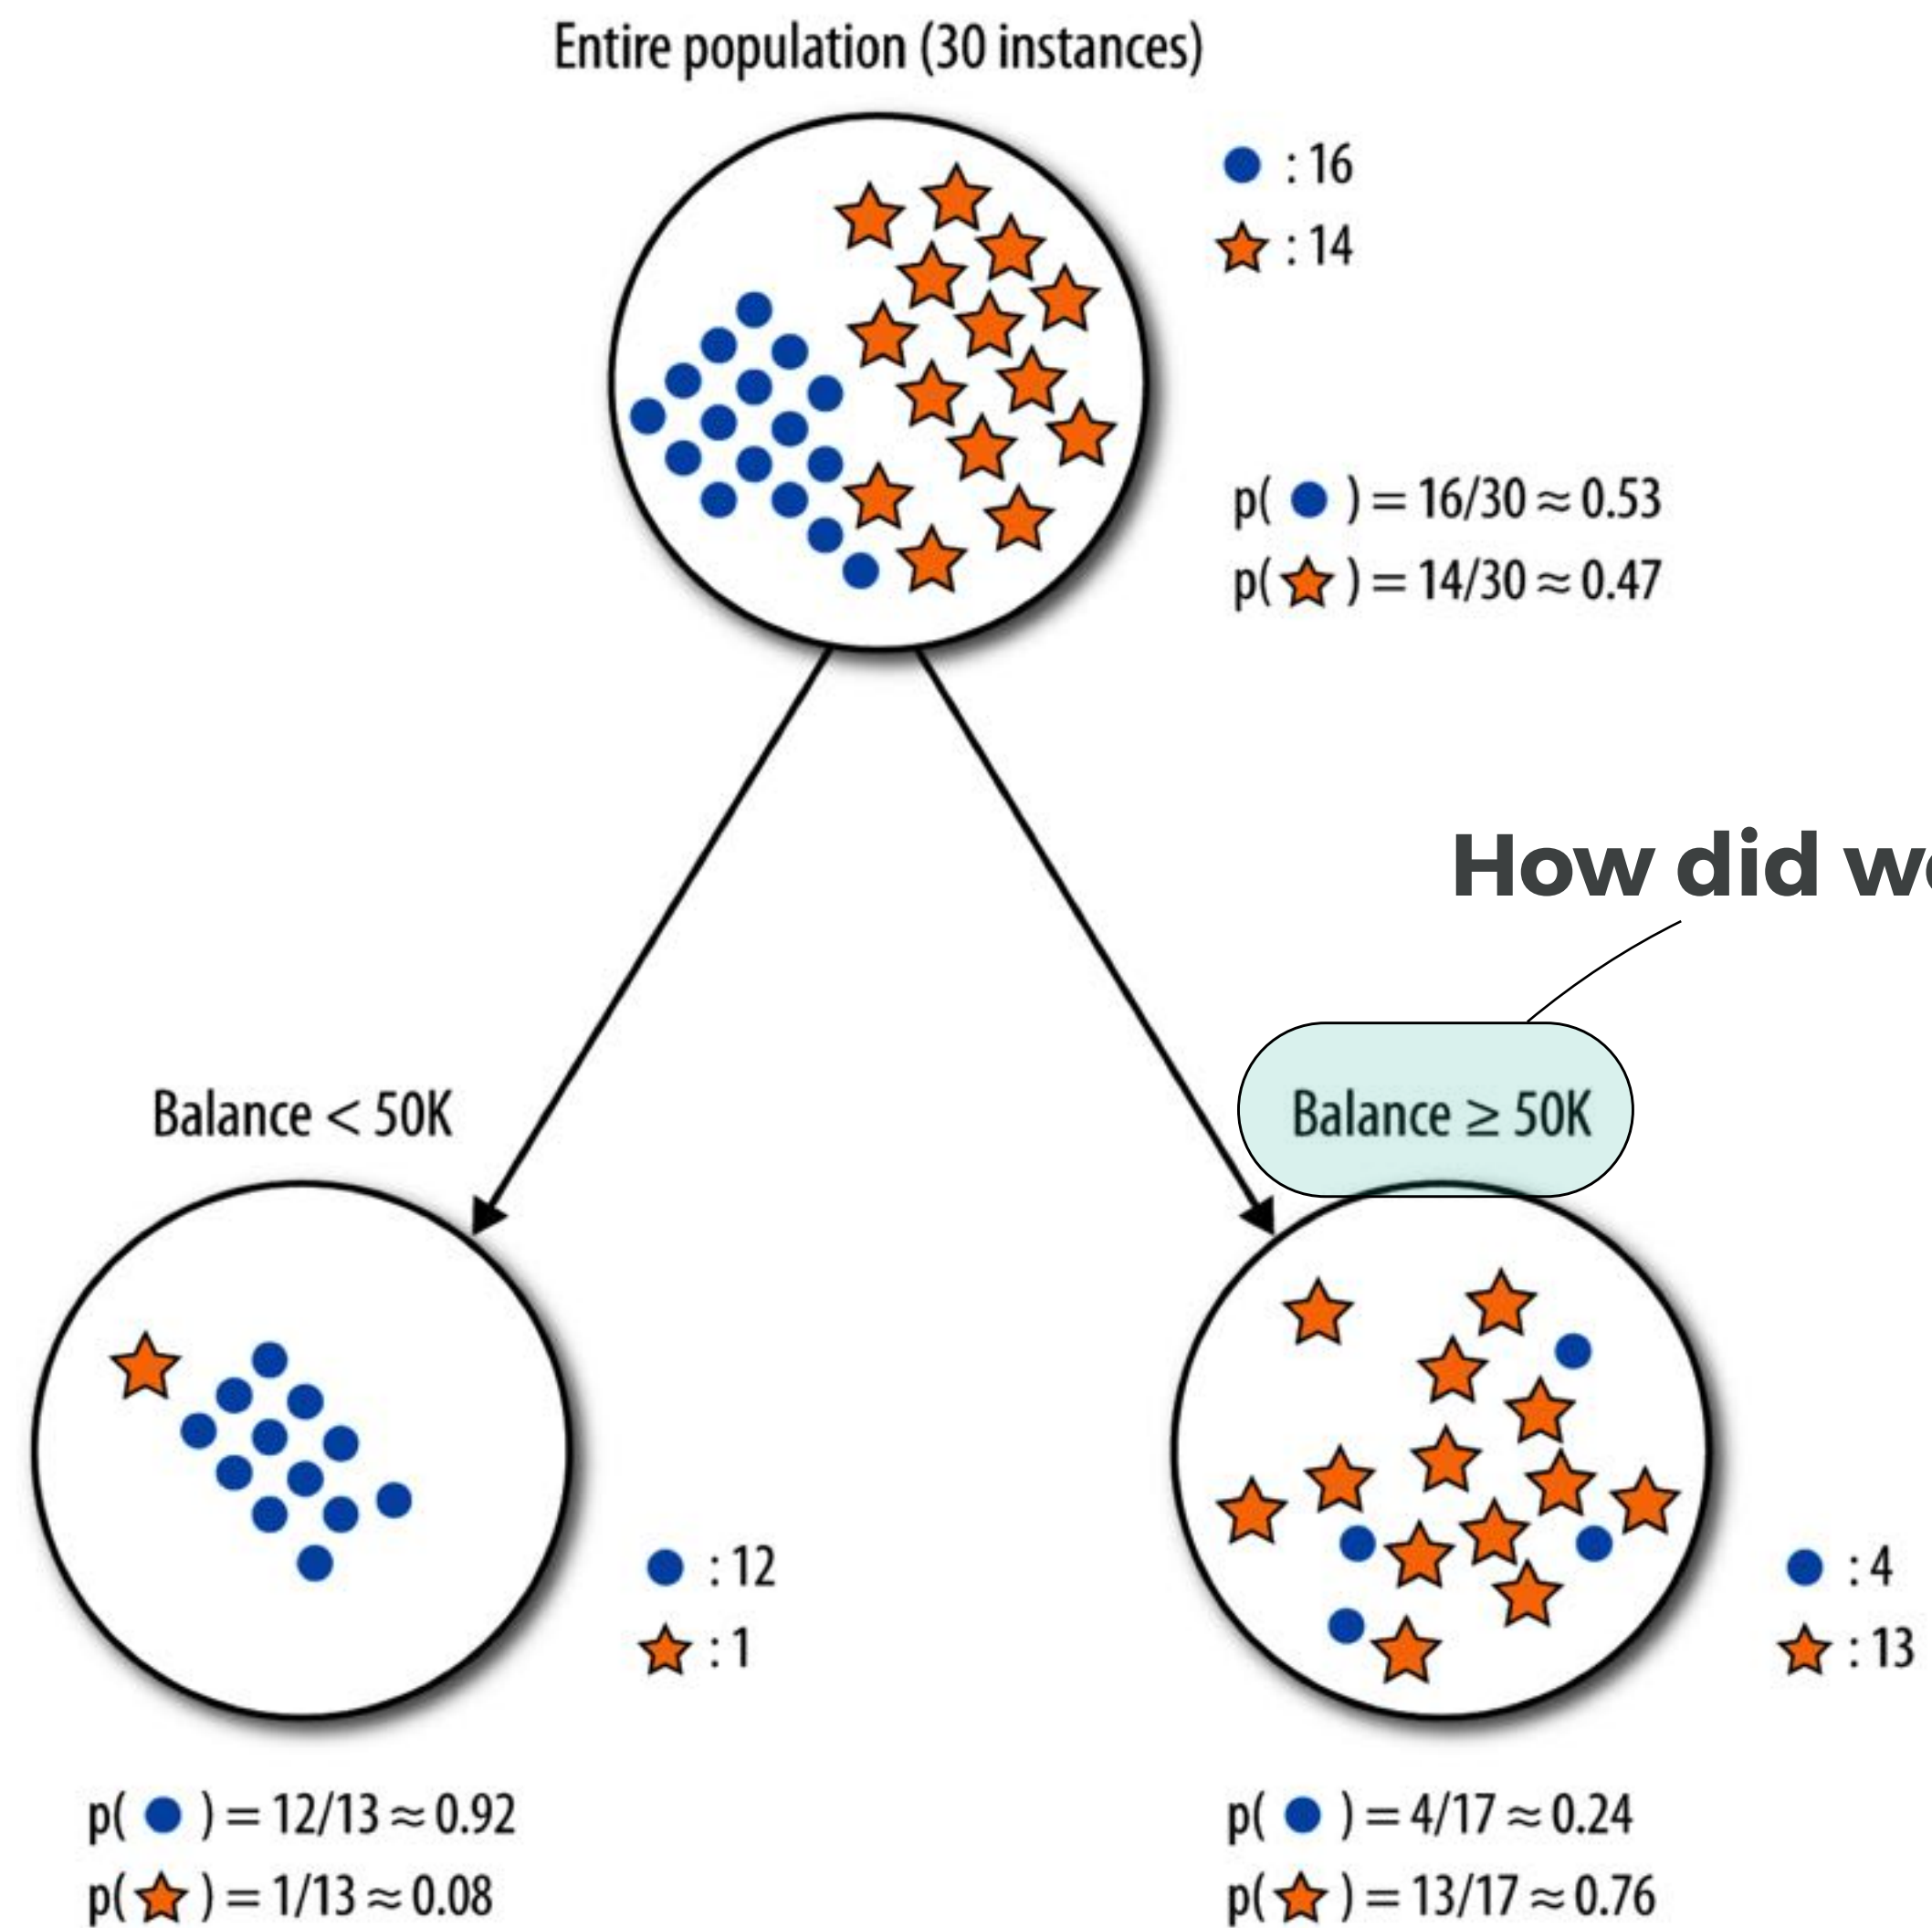 Entire population (30 instances)
: 16
: 14
p( ) = 16/30 ≈ 0.53
p( ) = 14/30 ≈ 0.47
How did
Balance < 50K
Balance ≥ 50K
: 12
: 1
: 4
: 13
p( ) = 12/13 ≈ 0.92
p( ) = 1/13 ≈ 0.08
p( ) = 4/17 ≈ 0.24
p( ) = 13/17 ≈ 0.76